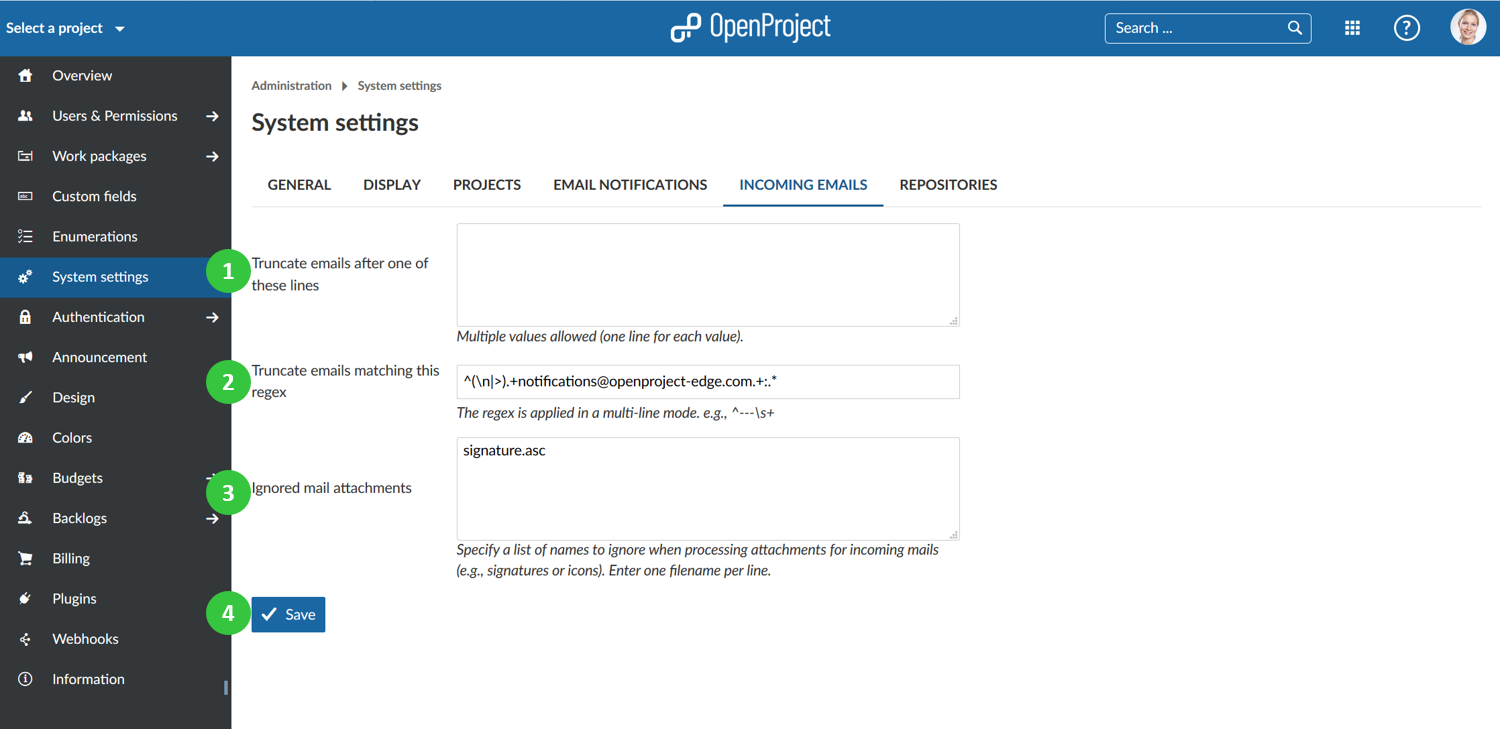 Select a project
OpenProject
Search ...
?
Overview
Users & Permissions
Work packages
Custom fields
Enumerations
System settings
Authentication
Announcement
Design
Colors
Budgets
Backlogs
Billing
Plugins
Webhooks
Information
Administration
System settings
System settings
GENERAL
DISPLAY
PROJECTS
EMAIL NOTIFICATIONS
INCOMING EMAILS
REPOSITORIES
1
Truncate emails after one of
these lines
Multiple values allowed (one line for each value).
2
Truncate emails matching this
regex
^(\n|>).+notifications@openproject-edge.com.+:.*
The regex is applied in a multi-line mode. e.g., ^---\s+
3
Ignored mail attachments
signature.asc
Specify a list of names to ignore when processing attachments for incoming mails
(e.g., signatures or icons). Enter one filename per line.
4
Save